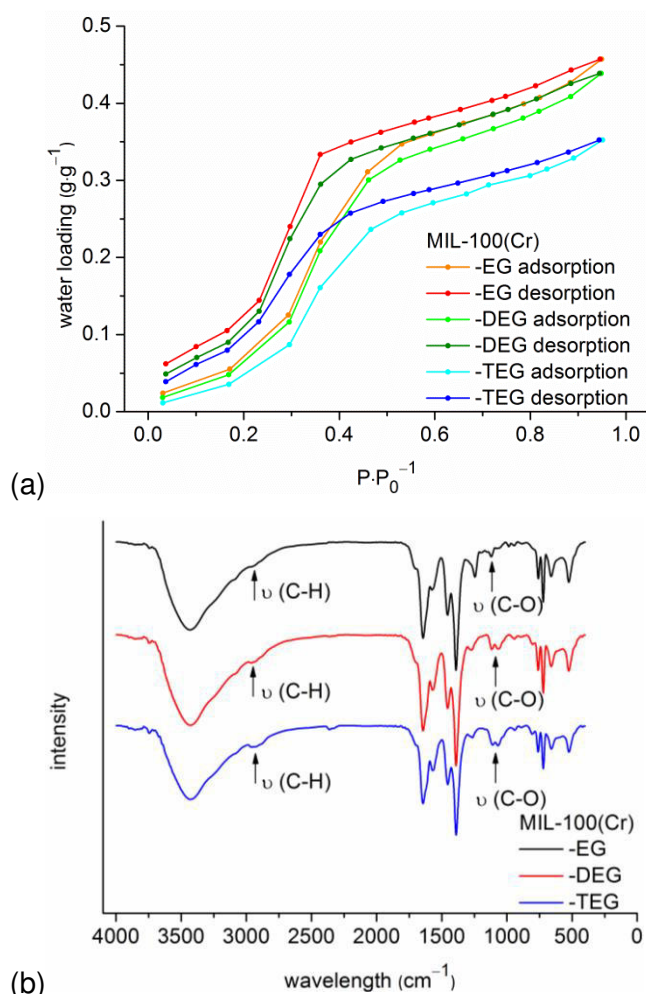 0.5
0.4
0.3
0.2
0.1
0.0
water loading (g·g⁻¹)
MIL-100(Cr)
-EG adsorption
-EG desorption
-DEG adsorption
-DEG desorption
-TEG adsorption
-TEG desorption
0.0 0.2 0.4 0.6 0.8 1.0
P·P₀⁻¹
(a)
υ (C-H)
υ (C-O)
υ (C-H)
υ (C-O)
υ (C-H)
υ (C-O)
intensity
MIL-100(Cr)
-EG
-DEG
-TEG
4000 3500 3000 2500 2000 1500 1000 500 0
wavelength (cm⁻¹)
(b)